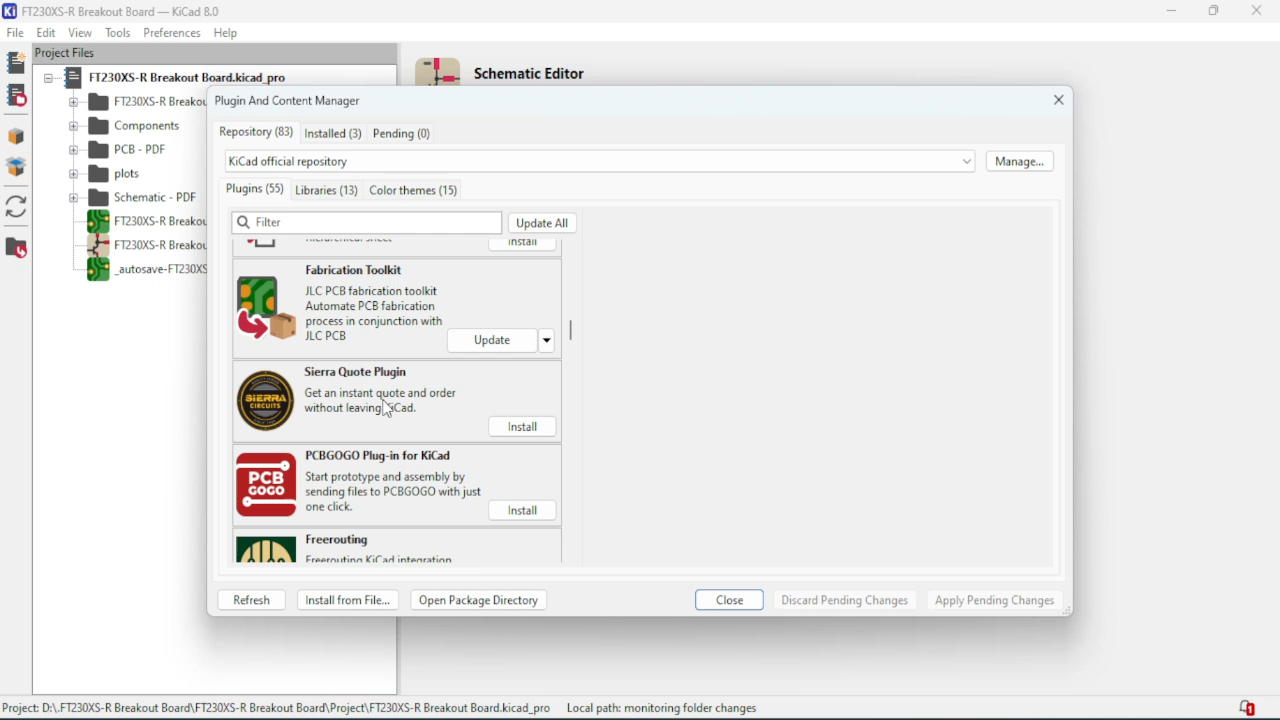 FT230XS-R Breakout Board — KiCad 8.0
File Edit View Tools Preferences Help
Project Files
FT230XS-R Breakout Board.kicad_pro
FT230XS-R Breakou
Components
PCB - PDF
plots
Schematic - PDF
FT230XS-R Breakou
FT230XS-R Breakou
_autosave-FT230XS
Schematic Editor
Plugin And Content Manager
Repository (83) Installed (3) Pending (0)
KiCad official repository
Manage...
Plugins (55) Libraries (13) Color themes (15)
Filter
Update All
Install
Fabrication Toolkit
JLC PCB fabrication toolkit
Automate PCB fabrication
process in conjunction with
JLC PCB
Update
SIERRA
CIRCUITS
Sierra Quote Plugin
Get an instant quote and order
without leaving KiCad.
Install
PCB
GOGO
PCBGOGO Plug-in for KiCad
Start prototype and assembly by
sending files to PCBGOGO with just
one click.
Install
Freerouting
Freerouting KiCad integration
Refresh Install from File... Open Package Directory Close Discard Pending Changes Apply Pending Changes
Project: D:\.FT230XS-R Breakout Board\FT230XS-R Breakout Board\Project\FT230XS-R Breakout Board.kicad_pro Local path: monitoring folder changes
1